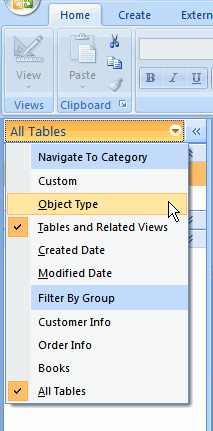 Home Create Extern
View Paste
B I U
Views Clipboard
All Tables
Navigate To Category
Custom
Object Type
Tables and Related Views
Created Date
Modified Date
Filter By Group
Customer Info
Order Info
Books
All Tables